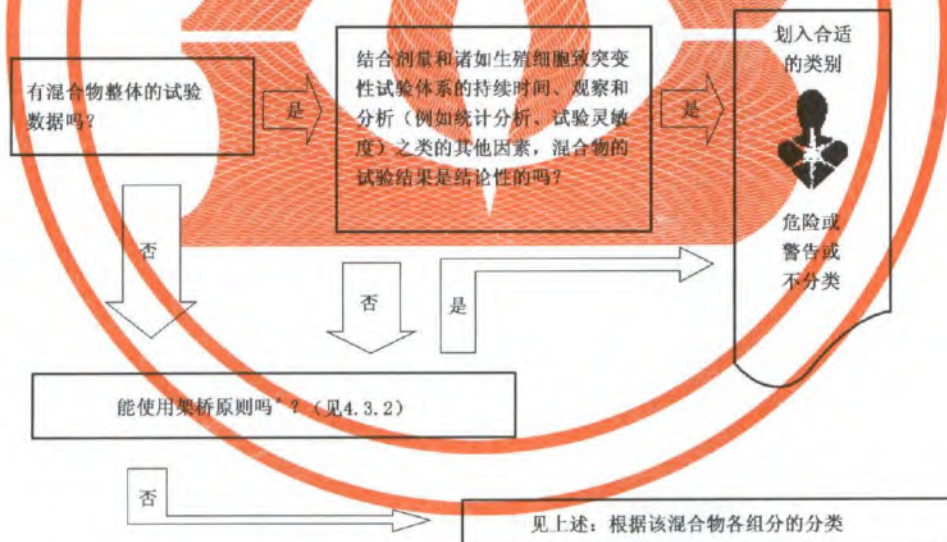 有混合物整体的试验
数据吗？
是
结合剂量和诸如生殖细胞致突变
性试验体系的持续时间、观察和
分析（例如统计分析、试验灵敏
度）之类的其他因素，混合物的
试验结果是结论性的吗？
是
划入合适
的类别
危险或
警告或
不分类
否
否
是
能使用架桥原则吗*？（见4.3.2）
否
见上述：根据该混合物各组分的分类